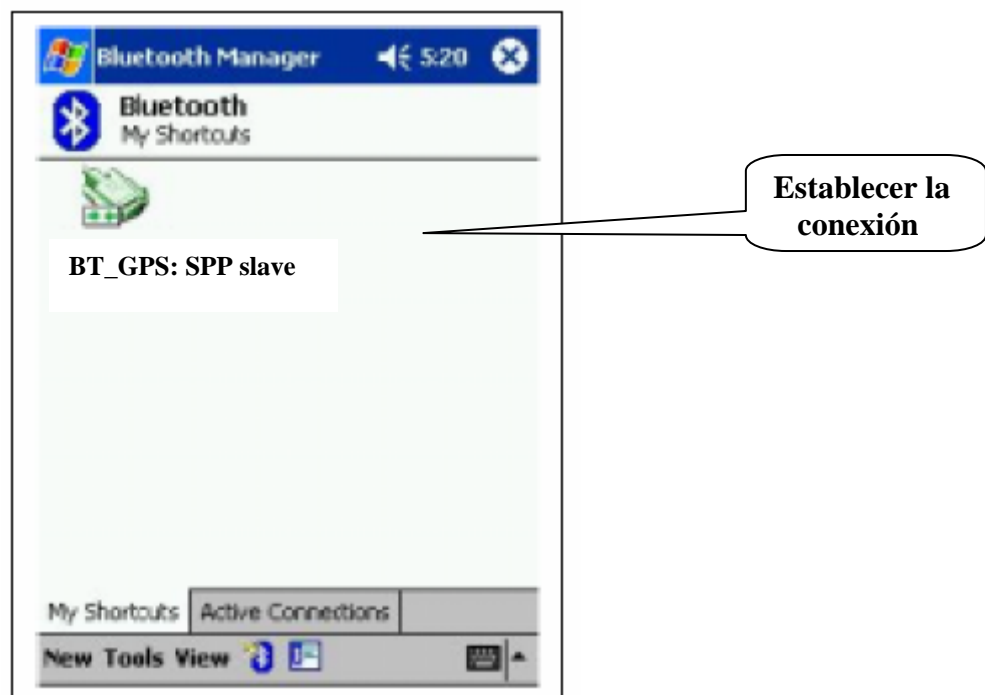 Bluetooth Manager 5:20
Bluetooth
My Shortcuts
BT_GPS: SPP slave
Establecer la
conexión
My Shortcuts Active Connections
New Tools View